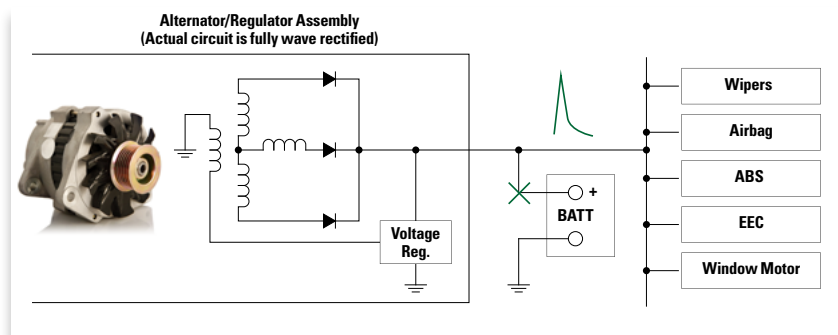 Alternator/Regulator Assembly
(Actual circuit is fully wave rectified)
Wipers
Airbag
ABS
EEC
Window Motor
+
BATT
Voltage
Reg.